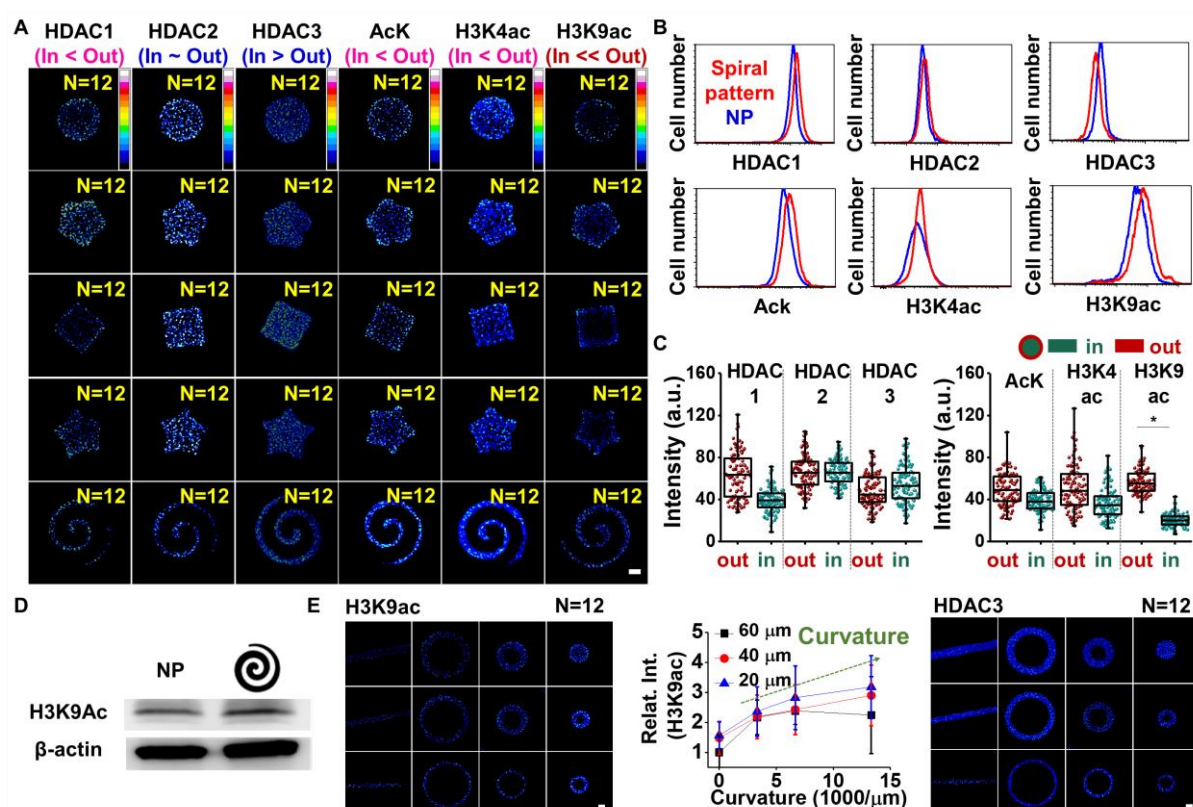 A
HDAC1 HDAC2 HDAC3 AcK H3K4ac H3K9ac
(In < Out) (In ~ Out) (In > Out) (In < Out) (In < Out) (In << Out)
N=12 N=12 N=12 N=12 N=12 N=12
N=12 N=12 N=12 N=12 N=12 N=12
N=12 N=12 N=12 N=12 N=12 N=12
N=12 N=12 N=12 N=12 N=12 N=12
N=12 N=12 N=12 N=12 N=12 N=12
B
Cell number Cell number Cell number
Spiral
pattern
NP
HDAC1 HDAC2 HDAC3
Cell number Cell number Cell number
Ack H3K4ac H3K9ac
C
in out
Intensity (a.u.)
160
120
80
40
0
HDAC HDAC HDAC
1 2 3
out in out in out in
Intensity (a.u.)
160
120
80
40
0
AcK H3K4 H3K9
ac ac
*
out in out in out in
D
NP
H3K9Ac
β-actin
E
H3K9ac N=12
Relat. Int.
(H3K9ac)
5
4
3
2
1
60 μm
40 μm
20 μm
Curvature
0 5 10 15
Curvature (1000/μm)
HDAC3 N=12